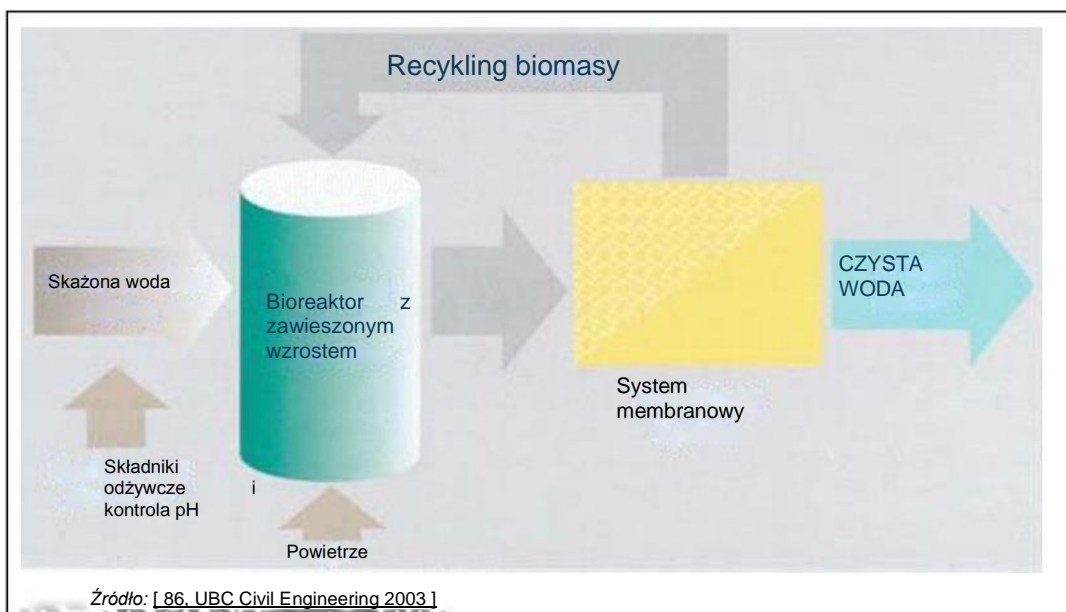 Recykling biomasy
Skażona woda
Bioreaktor z
zawieszonym
wzrostem
CZYSTA
WODA
System
membranowy
Składniki
odżywcze i
kontrola pH
Powietrze
Źródło: [ 86, UBC Civil Engineering 2003 ]